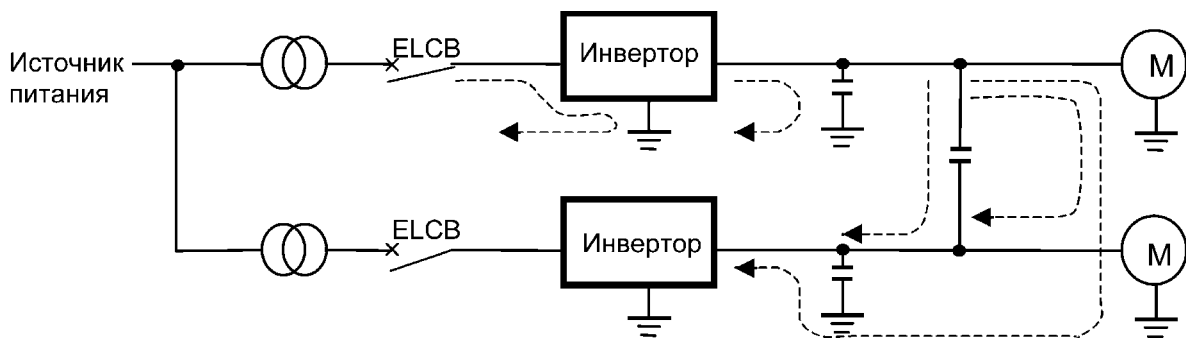 ELCB
Инвертор
М
Источник
питания
ELCB
Инвертор
М